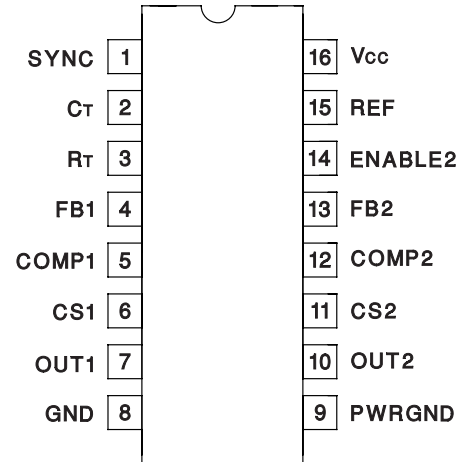 SYNC 1 16 Vcc
CT 2 15 REF
RT 3 14 ENABLE2
FB1 4 13 FB2
COMP1 5 12 COMP2
CS1 6 11 CS2
OUT1 7 10 OUT2
GND 8 9 PWRGND